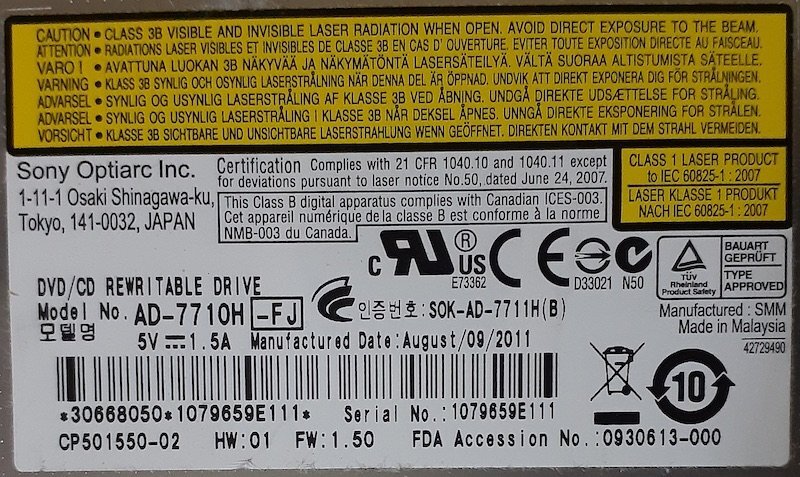 CAUTION • CLASS 3B VISIBLE AND INVISIBLE LASER RADIATION WHEN OPEN. AVOID DIRECT EXPOSURE TO THE BEAM.
ATTENTION • RADIATIONS LASER VISIBLES ET INVISIBLES DE CLASSE 3B EN CAS D' OUVERTURE. EVITER TOUTE EXPOSITION DIRECTE AU FAISCEAU.
VARO ! • AVATTUNA LUOKAN 3B NÄKYVÄÄ JA NÄKYMÄTÖNTÄ LASERSÄTEILYÄ. VÄLTÄ SUORAA ALTISTUMISTA SÄTEELLE.
VARNING • KLASS 3B SYNLIG OCH OSYNLIG LASERSTRÅLNING NÄR DENNA DEL ÄR ÖPPNAD. UNDVIK ATT DIREKT EXPONERA DIG FÖR STRÅLNINGEN.
ADVARSEL • SYNLIG OG USYNLIG LASERSTRÅLING AF KLASSE 3B VED ÅBNING. UNDGÅ DIREKTE UDSÆTTELSE FOR STRÅLING.
ADVARSEL • SYNLIG OG USYNLIG LASERSTRÅLING I KLASSE 3B NÅR DEKSEL ÅPNES. UNNGÅ DIREKTE EKSPONERING FOR STRÅLEN.
VORSICHT • KLASSE 3B SICHTBARE UND UNSICHTBARE LASERSTRAHLUNG WENN GEÖFFNET. DIREKTEN KONTAKT MIT DEM STRAHL VERMEIDEN.
Sony Optiarc Inc.
1-11-1 Osaki Shinagawa-ku,
Tokyo, 141-0032, JAPAN
Certification Complies with 21 CFR 1040.10 and 1040.11 except
for deviations pursuant to laser notice No.50, dated June 24, 2007.
This Class B digital apparatus complies with Canadian ICES-003.
Cet appareil numérique de la classe B est conforme à la norme
NMB-003 du Canada.
CLASS 1 LASER PRODUCT
to IEC 60825-1 : 2007
LASER KLASSE 1 PRODUKT
NACH IEC 60825-1 : 2007
c RU ® US
E73362
CE
D33021
N50
TÜV
Rheinland
Product Safety
BAUART
GEPRÜFT
TYPE
APPROVED
DVD/CD REWRITABLE DRIVE
Model No. AD-7710H -FJ
모델명
인증번호: SOK-AD-7711H(B)
5V 1.5A Manufactured Date:August/09/2011
Manufactured : SMM
Made in Malaysia
42729490
*30668050*1079659E111* Serial No.:1079659E111
10
CP501550-02 HW:01 FW:1.50 FDA Accession No.:0930613-000